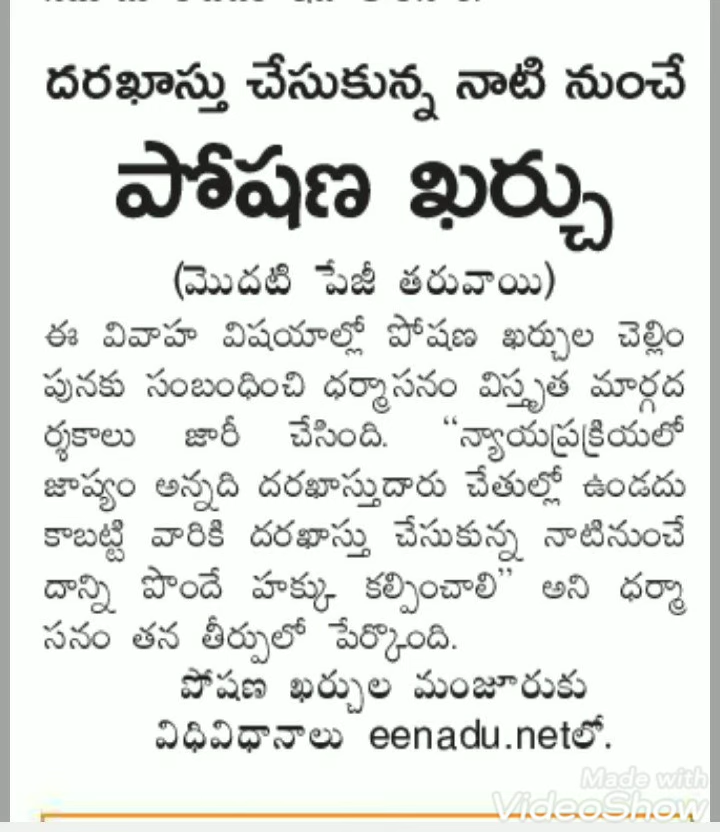 దరఖాస్తు చేసుకున్న నాటి నుంచే
పోషణ ఖర్చు
(మొదటి పేజీ తరువాయి)
ఈ వివాహ విషయాల్లో పోషణ ఖర్చుల చెల్లిం
పునకు సంబంధించి ధర్మాసనం విస్తృత మార్గద
ర్శకాలు జారీ చేసింది. “న్యాయప్రక్రియలో
జాప్యం అన్నది దరఖాస్తుదారు చేతుల్లో ఉండదు
కాబట్టి వారికి దరఖాస్తు చేసుకున్న నాటినుంచే
దాన్ని పొందే హక్కు కల్పించాలి” అని ధర్మా
సనం తన తీర్పులో పేర్కొంది.
పోషణ ఖర్చుల మంజూరుకు
విధివిధానాలు eenadu.netలో.
Made with
VideoShow